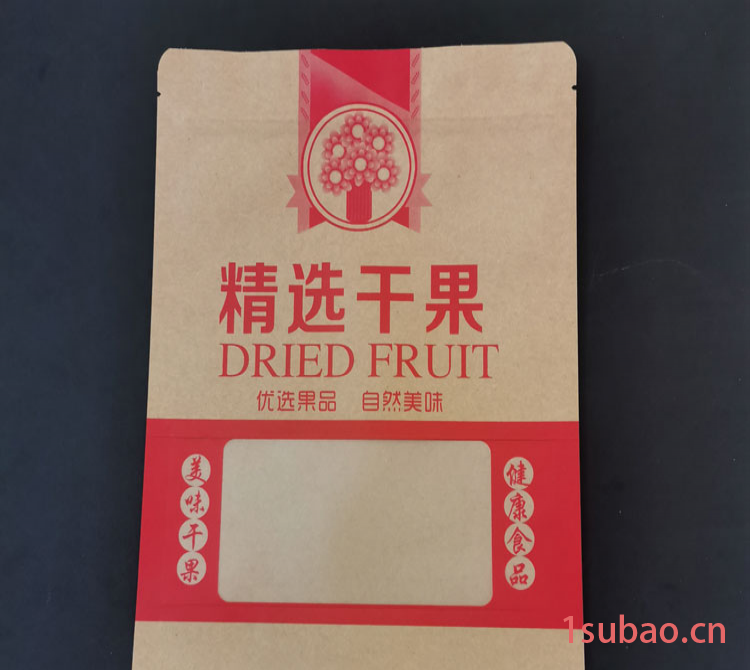 精选干果
DRIED FRUIT
优选果品 自然美味
美味干果
健康食品
1subao.cn